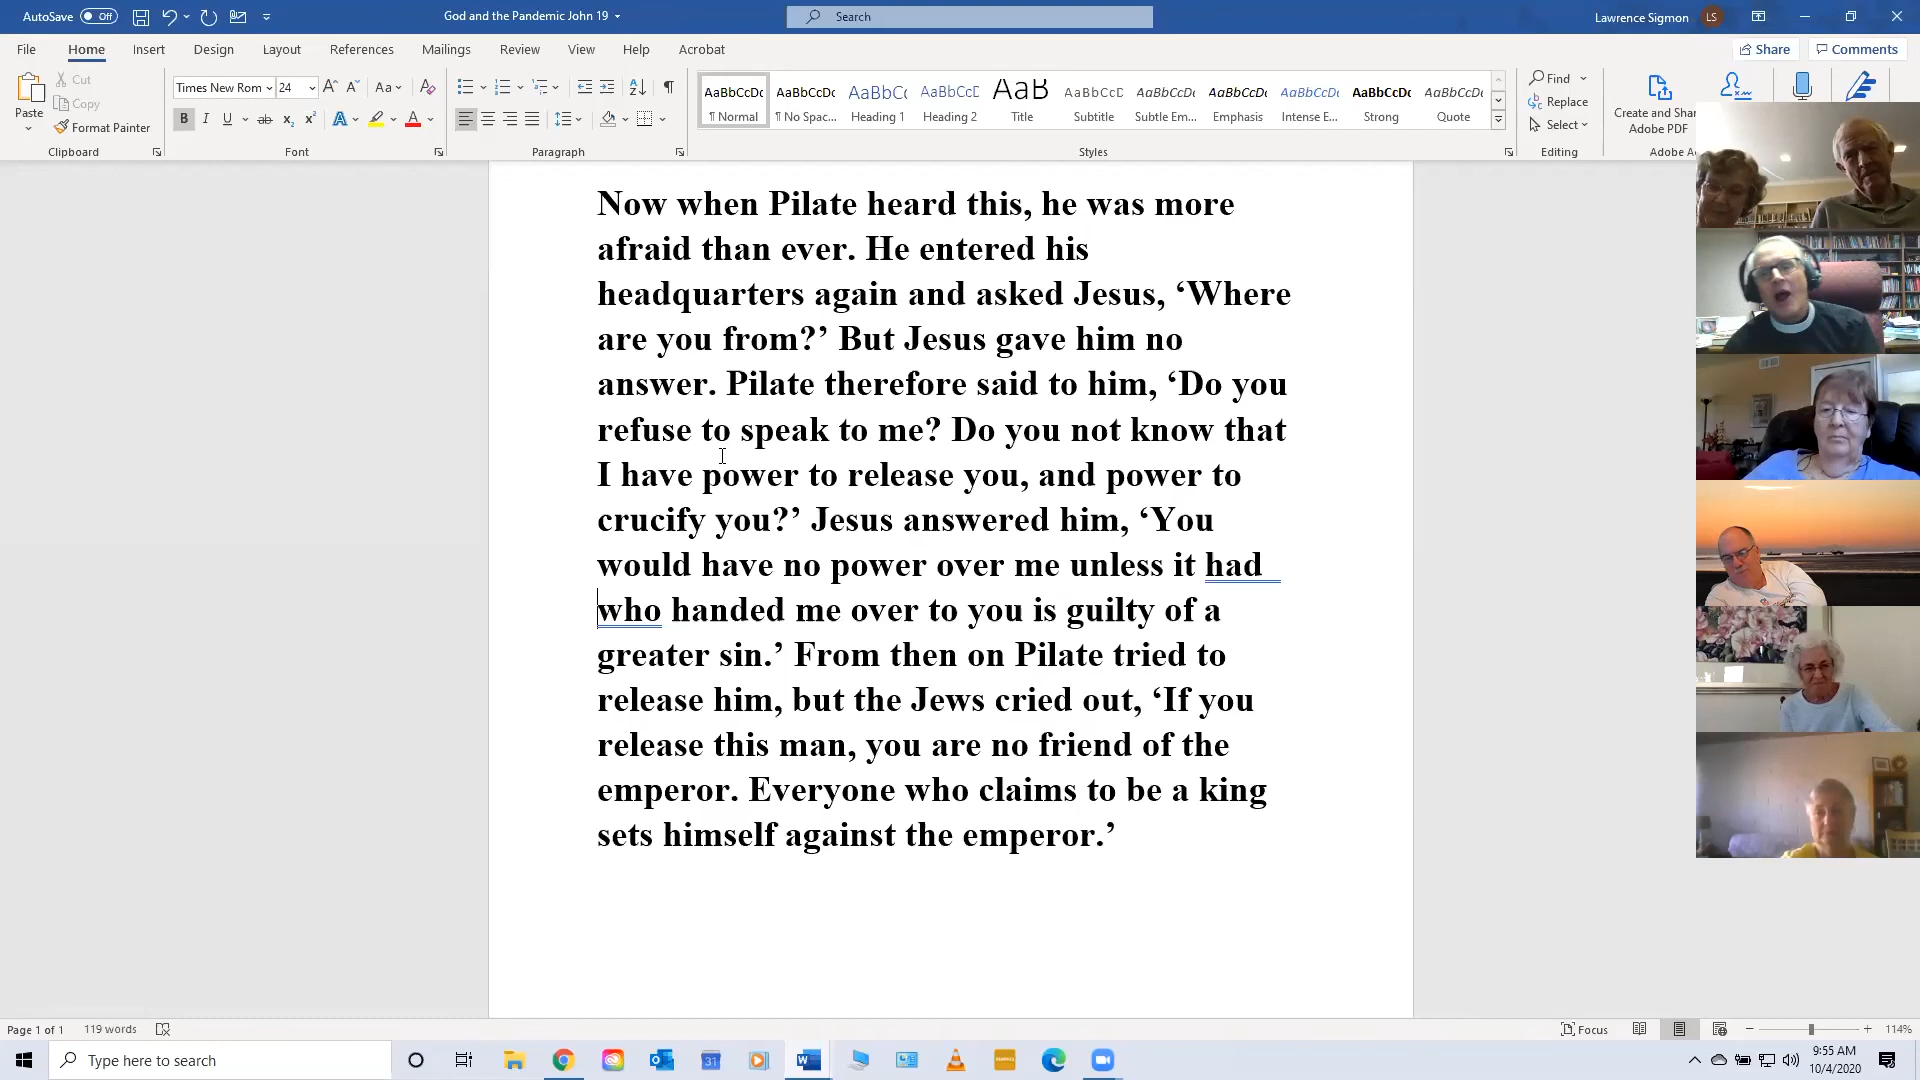 AutoSave Off God and the Pandemic John 19 Search Lawrence Sigmon LS
File Home Insert Design Layout References Mailings Review View Help Acrobat Share Comments
Paste Cut Copy Format Painter
Times New Rom 24
AaBbCcDc AaBbCcDc AaBbCc AaBbCcD AaB AaBbCcD AaBbCcDc AaBbCcDc AaBbCcDc AaBbCcDc AaBbCcDc
¶ Normal ¶ No Spac... Heading 1 Heading 2 Title Subtitle Subtle Em... Emphasis Intense E... Strong Quote
Find Replace Select
Create and Shar
Adobe PDF
Clipboard Font Paragraph Styles Editing Adobe A
Now when Pilate heard this, he was more
afraid than ever. He entered his
headquarters again and asked Jesus, ‘Where
are you from?’ But Jesus gave him no
answer. Pilate therefore said to him, ‘Do you
refuse to speak to me? Do you not know that
I have power to release you, and power to
crucify you?’ Jesus answered him, ‘You
would have no power over me unless it had
who handed me over to you is guilty of a
greater sin.’ From then on Pilate tried to
release him, but the Jews cried out, ‘If you
release this man, you are no friend of the
emperor. Everyone who claims to be a king
sets himself against the emperor.’
Page 1 of 1 119 words Focus 114%
Type here to search 31 9:55 AM
10/4/2020